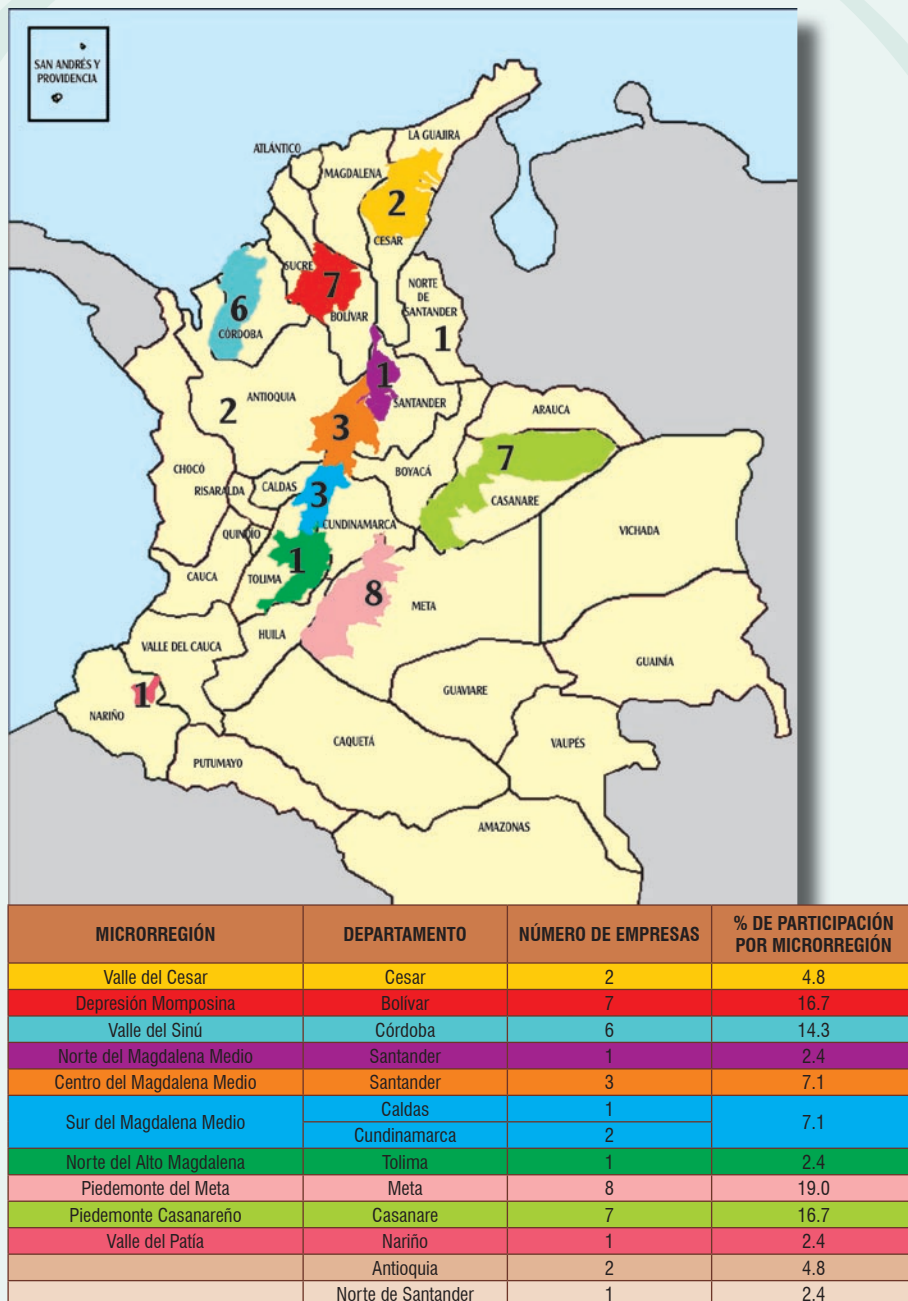 SAN ANDRÉS Y
PROVIDENCIA
LA GUAJIRA
ATLÁNTICO
MAGDALENA
2
CESAR
SUCRE
7
BOLÍVAR
NORTE
DE
SANTANDER
1
6
CÓRDOBA
1
SANTANDER
2
ANTIOQUIA
3
ARAUCA
7
CASANARE
BOYACÁ
CHOCÓ
RISARALDA
CALDAS
3
CUNDINAMARCA
VICHADA
QUINDÍO
1
TOLIMA
CAUCA
8
META
HUILA
VALLE DEL CAUCA
GUAINÍA
GUAVIARE
1
NARIÑO
CAQUETÁ
VAUPÉS
PUTUMAYO
AMAZONAS
MICRORREGIÓN DEPARTAMENTO NÚMERO DE EMPRESAS % DE PARTICIPACIÓN
POR MICRORREGIÓN
Valle del Cesar Cesar 2 4.8
Depresión Momposina Bolívar 7 16.7
Valle del Sinú Córdoba 6 14.3
Norte del Magdalena Medio Santander 1 2.4
Centro del Magdalena Medio Santander 3 7.1
Sur del Magdalena Medio Caldas 1 7.1
Cundinamarca 2
Norte del Alto Magdalena Tolima 1 2.4
Piedemonte del Meta Meta 8 19.0
Piedemonte Casanareño Casanare 7 16.7
Valle del Patía Nariño 1 2.4
Antioquia 2 4.8
Norte de Santander 1 2.4